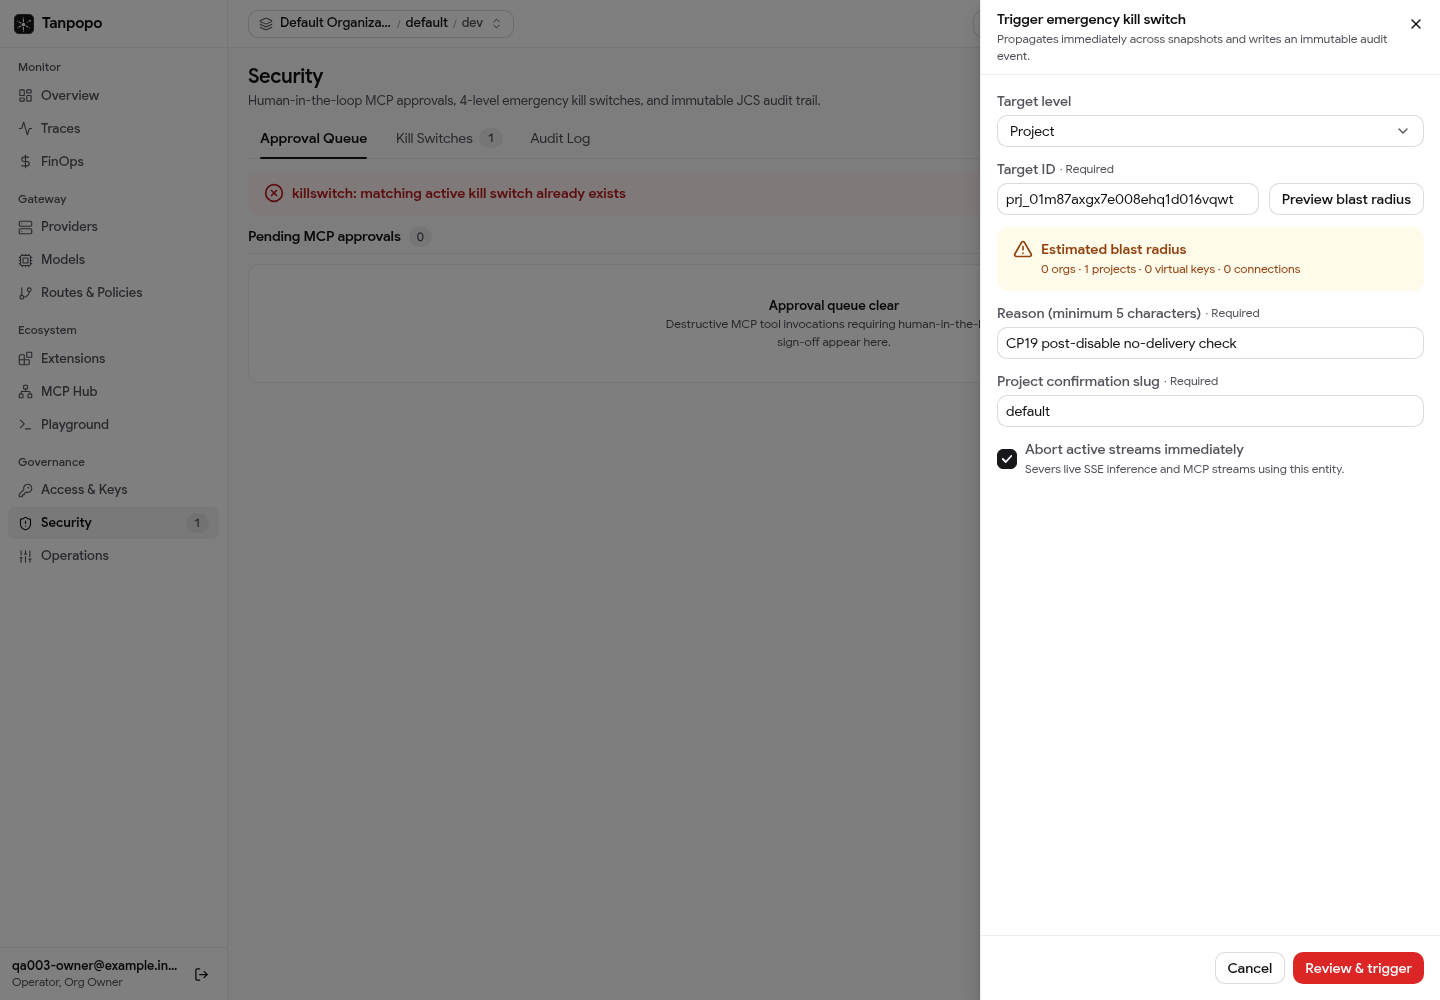 Tanpopo
Monitor
Overview
Traces
FinOps
Gateway
Providers
Models
Routes & Policies
Ecosystem
Extensions
MCP Hub
Playground
Governance
Access & Keys
Security 1
Operations
qa003-owner@example.in...
Operator, Org Owner
Default Organiza... / default / dev
Security
Human-in-the-loop MCP approvals, 4-level emergency kill switches, and immutable JCS audit trail.
Approval Queue Kill Switches 1 Audit Log
killswitch: matching active kill switch already exists
Pending MCP approvals 0
Approval queue clear
Destructive MCP tool invocations requiring human-in-the-
sign-off appear here.
Trigger emergency kill switch
Propagates immediately across snapshots and writes an immutable audit
event.
Target level
Project
Target ID · Required
prj_01m87axgx7e008ehq1d016vqwt Preview blast radius
Estimated blast radius
0 orgs · 1 projects · 0 virtual keys · 0 connections
Reason (minimum 5 characters) · Required
CP19 post-disable no-delivery check
Project confirmation slug · Required
default
Abort active streams immediately
Severs live SSE inference and MCP streams using this entity.
Cancel Review & trigger